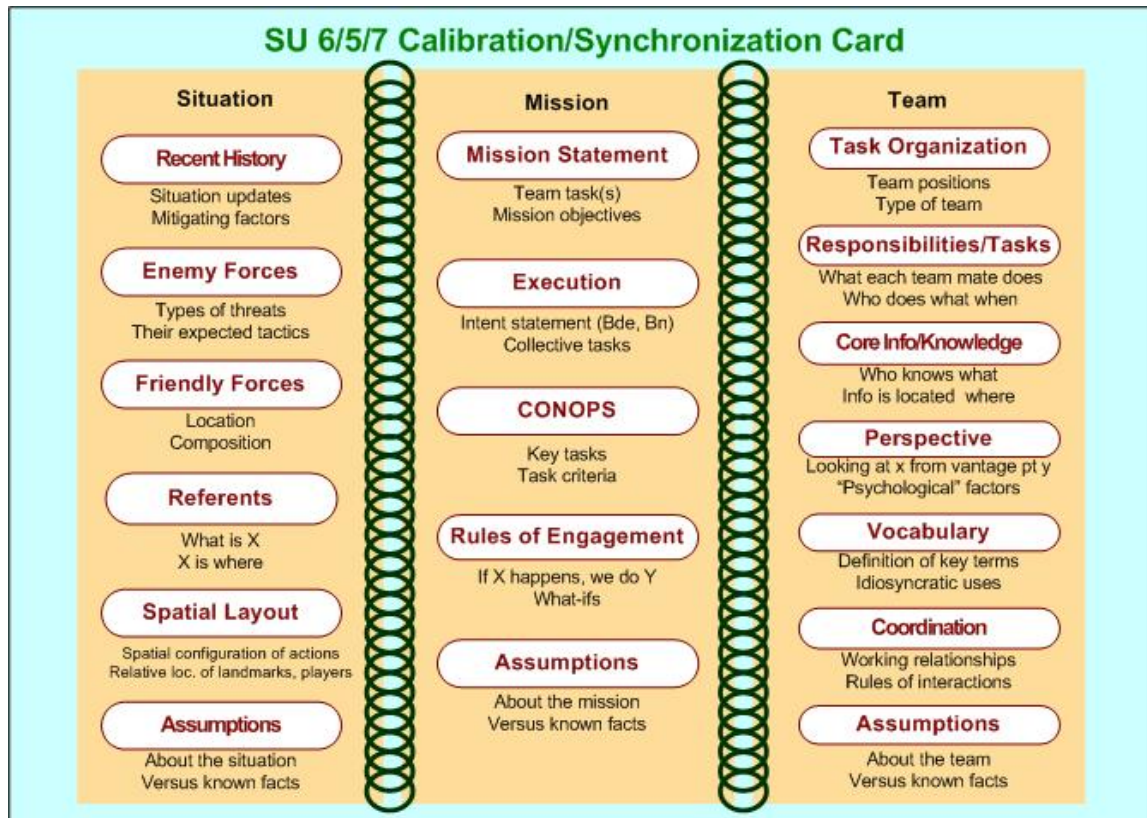 SU 6/5/7 Calibration/Synchronization Card
Situation
Recent History
Situation updates
Mitigating factors
Enemy Forces
Types of threats
Their expected tactics
Friendly Forces
Location
Composition
Referents
What is X
X is where
Spatial Layout
Spatial configuration of actions
Relative loc. of landmarks, players
Assumptions
About the situation
Versus known facts
Mission
Mission Statement
Team task(s)
Mission objectives
Execution
Intent statement (Bde, Bn)
Collective tasks
CONOPS
Key tasks
Task criteria
Rules of Engagement
If X happens, we do Y
What-ifs
Assumptions
About the mission
Versus known facts
Team
Task Organization
Team positions
Type of team
Responsibilities/Tasks
What each team mate does
Who does what when
Core Info/Knowledge
Who knows what
Info is located where
Perspective
Looking at x from vantage pt y
“Psychological” factors
Vocabulary
Definition of key terms
Idiosyncratic uses
Coordination
Working relationships
Rules of interactions
Assumptions
About the team
Versus known facts